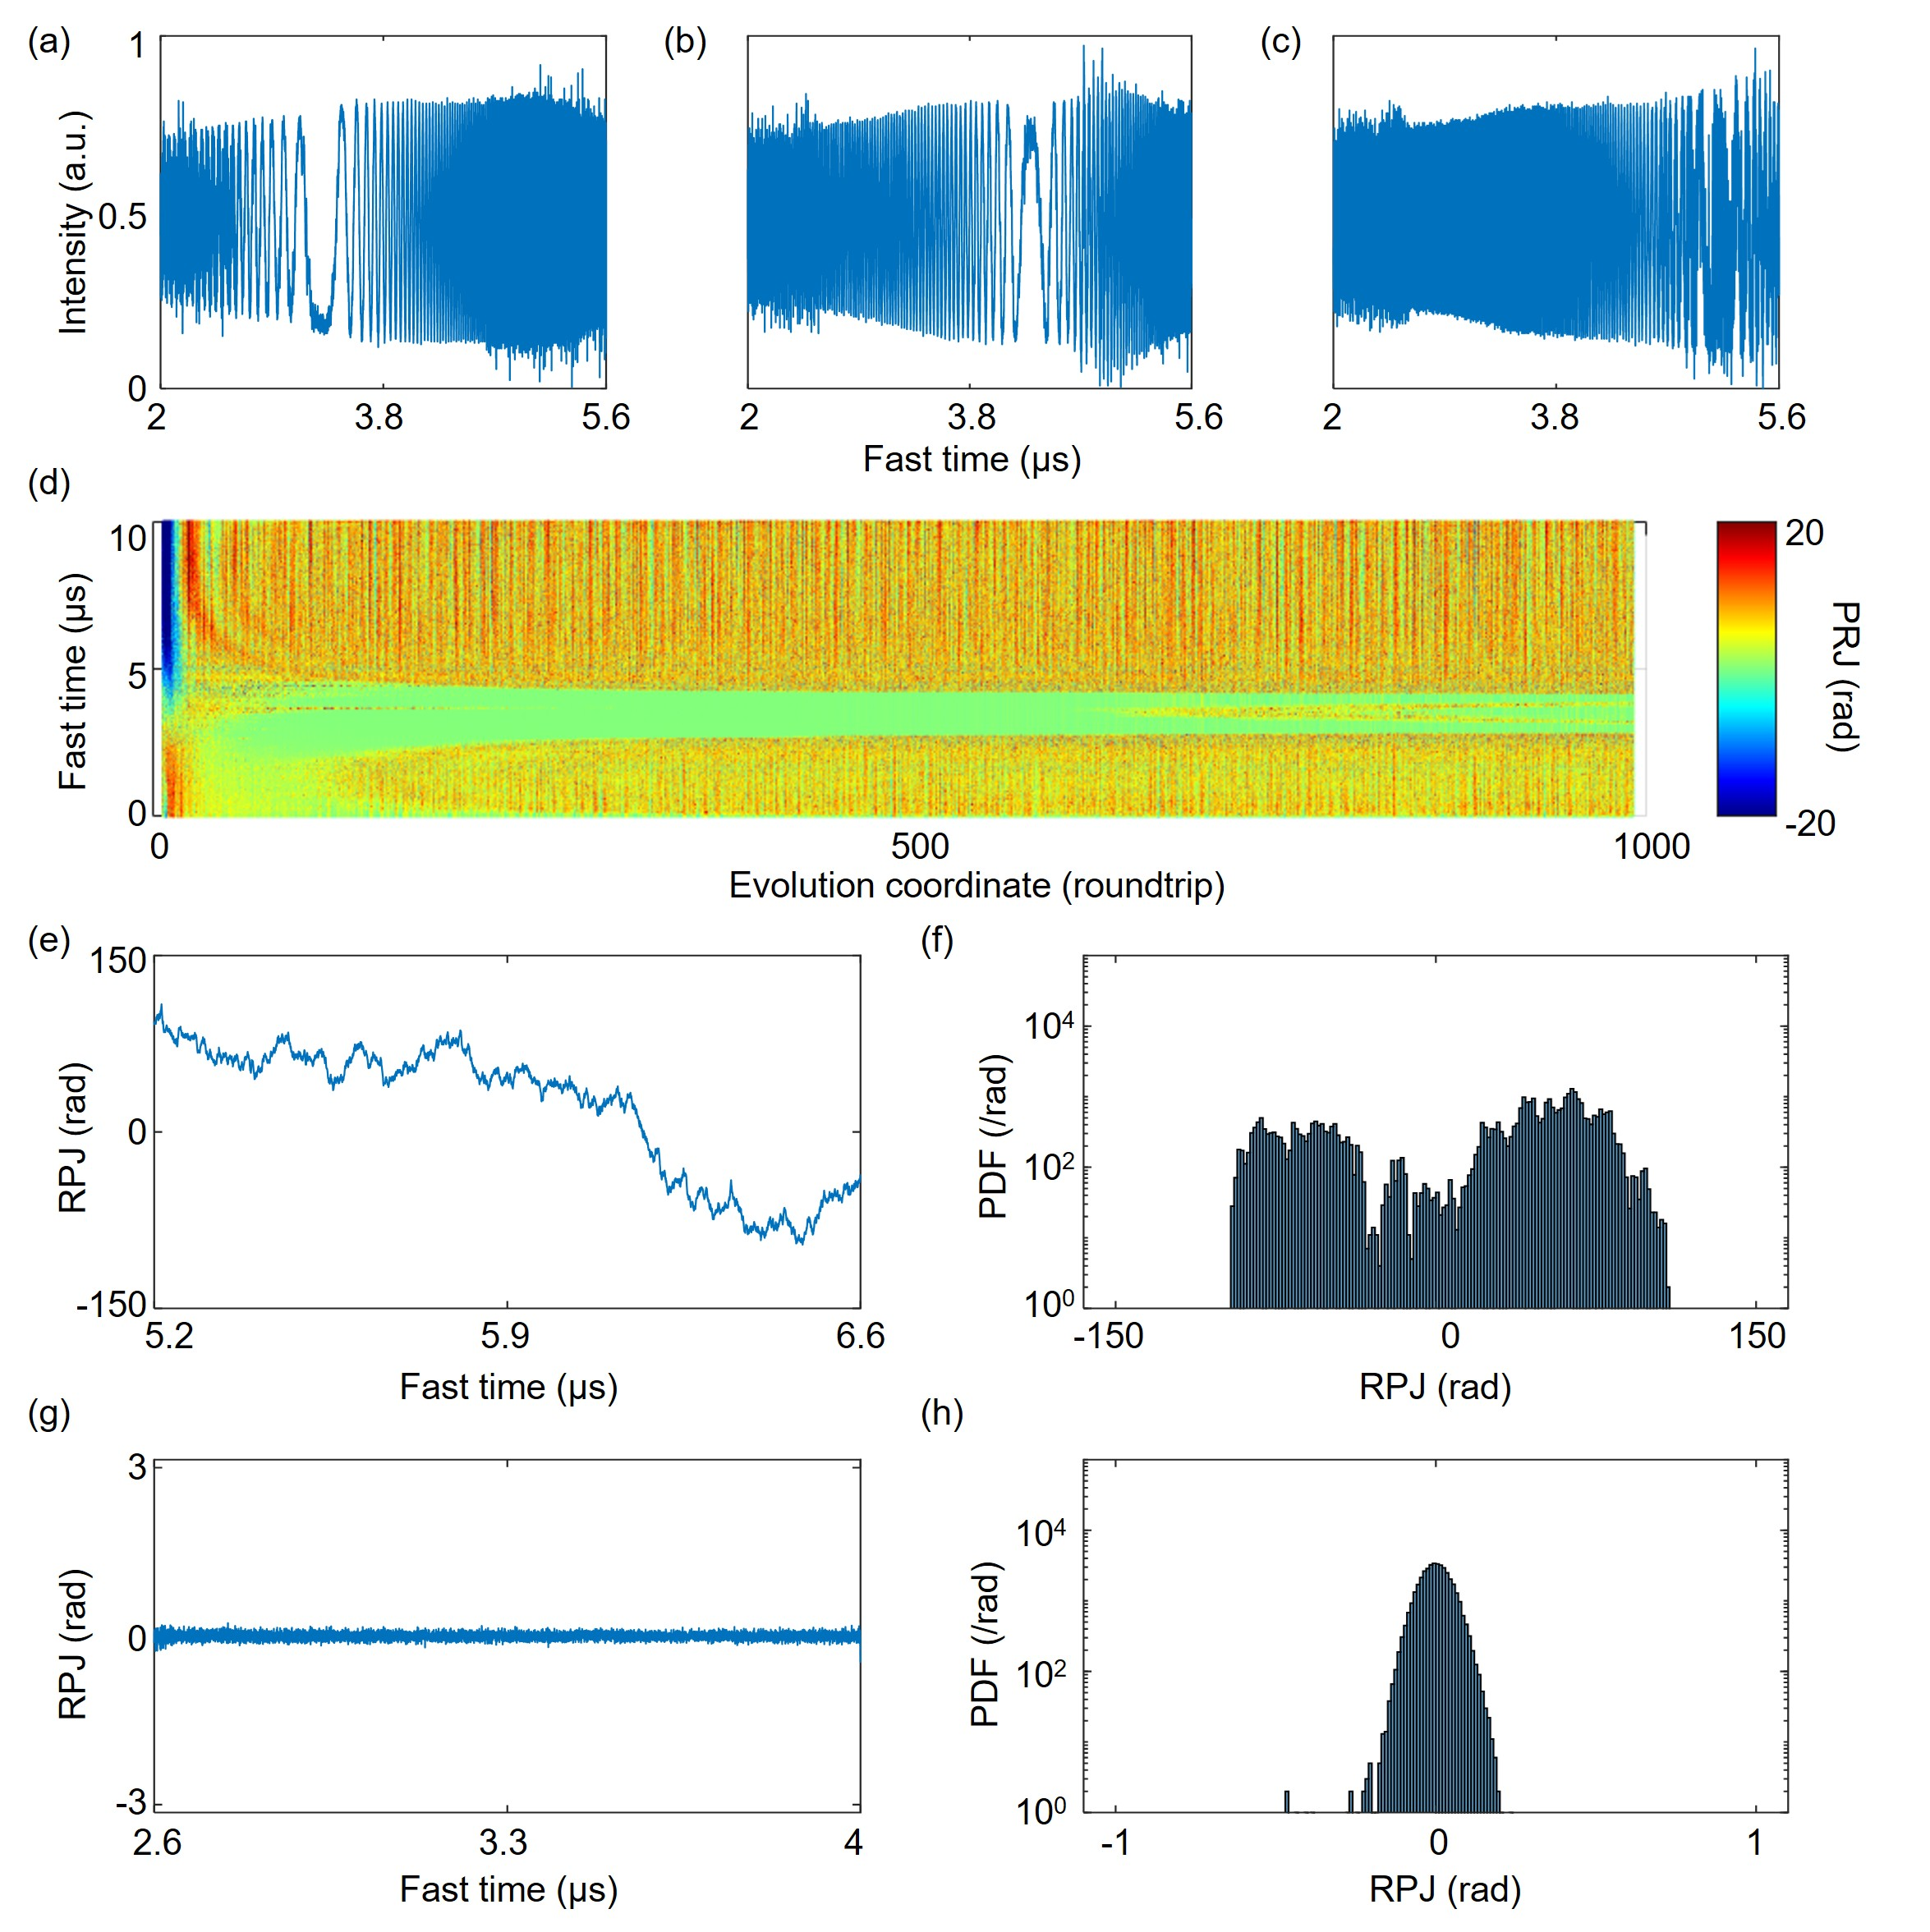 (a) (b) (c)
1
0.5
0
Intensity (a.u.)
2 3.8 5.6 2 3.8 5.6 2 3.8 5.6
Fast time (µs)
(d)
10
5
0
Fast time (µs)
0 500 1000
Evolution coordinate (roundtrip)
20
-20
PRJ (rad)
(e)
150
0
-150
RPJ (rad)
5.2 5.9 6.6
Fast time (µs)
(f)
10⁴
10²
10⁰
PDF (/rad)
-150 0 150
RPJ (rad)
(g)
3
0
-3
RPJ (rad)
2.6 3.3 4
Fast time (µs)
(h)
10⁴
10²
10⁰
PDF (/rad)
-1 0 1
RPJ (rad)